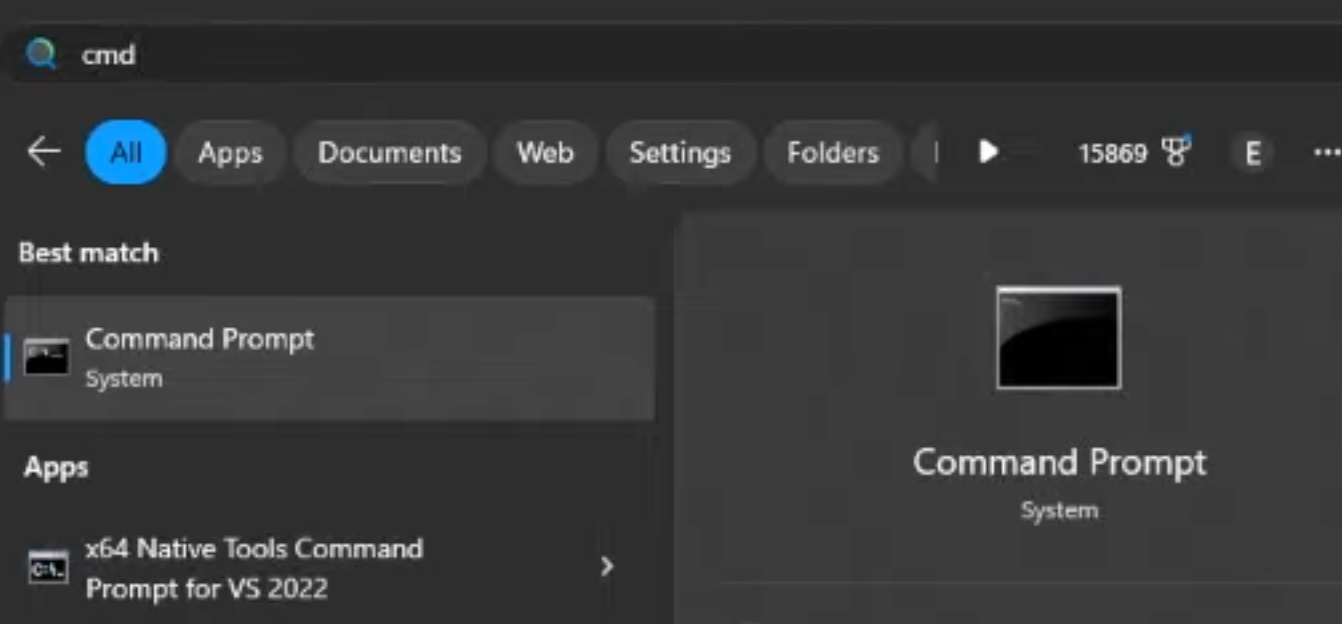 cmd
All Apps Documents Web Settings Folders 15869 E ...
Best match
Command Prompt
System
Apps
x64 Native Tools Command
Prompt for VS 2022
Command Prompt
System